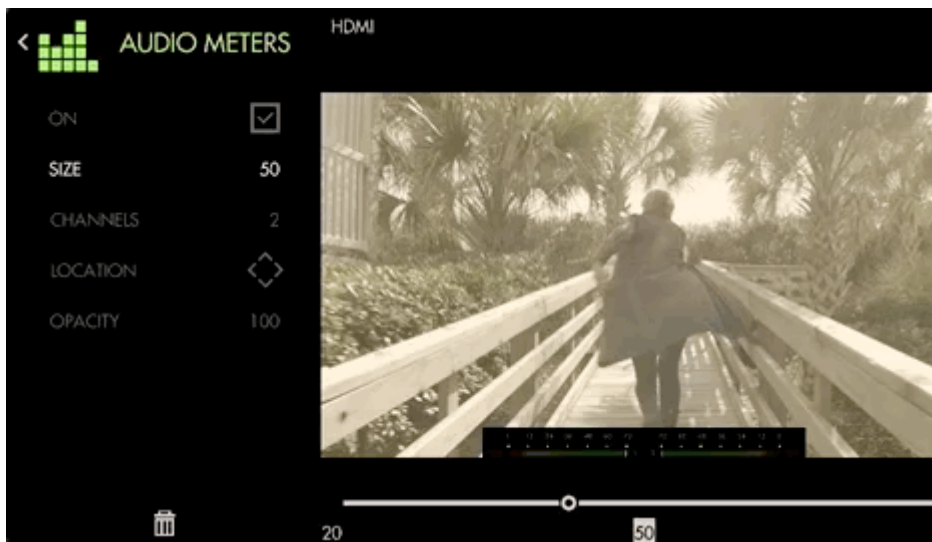 AUDIO METERS
HDMI
ON
SIZE 50
CHANNELS 2
LOCATION
OPACITY 100
20
50